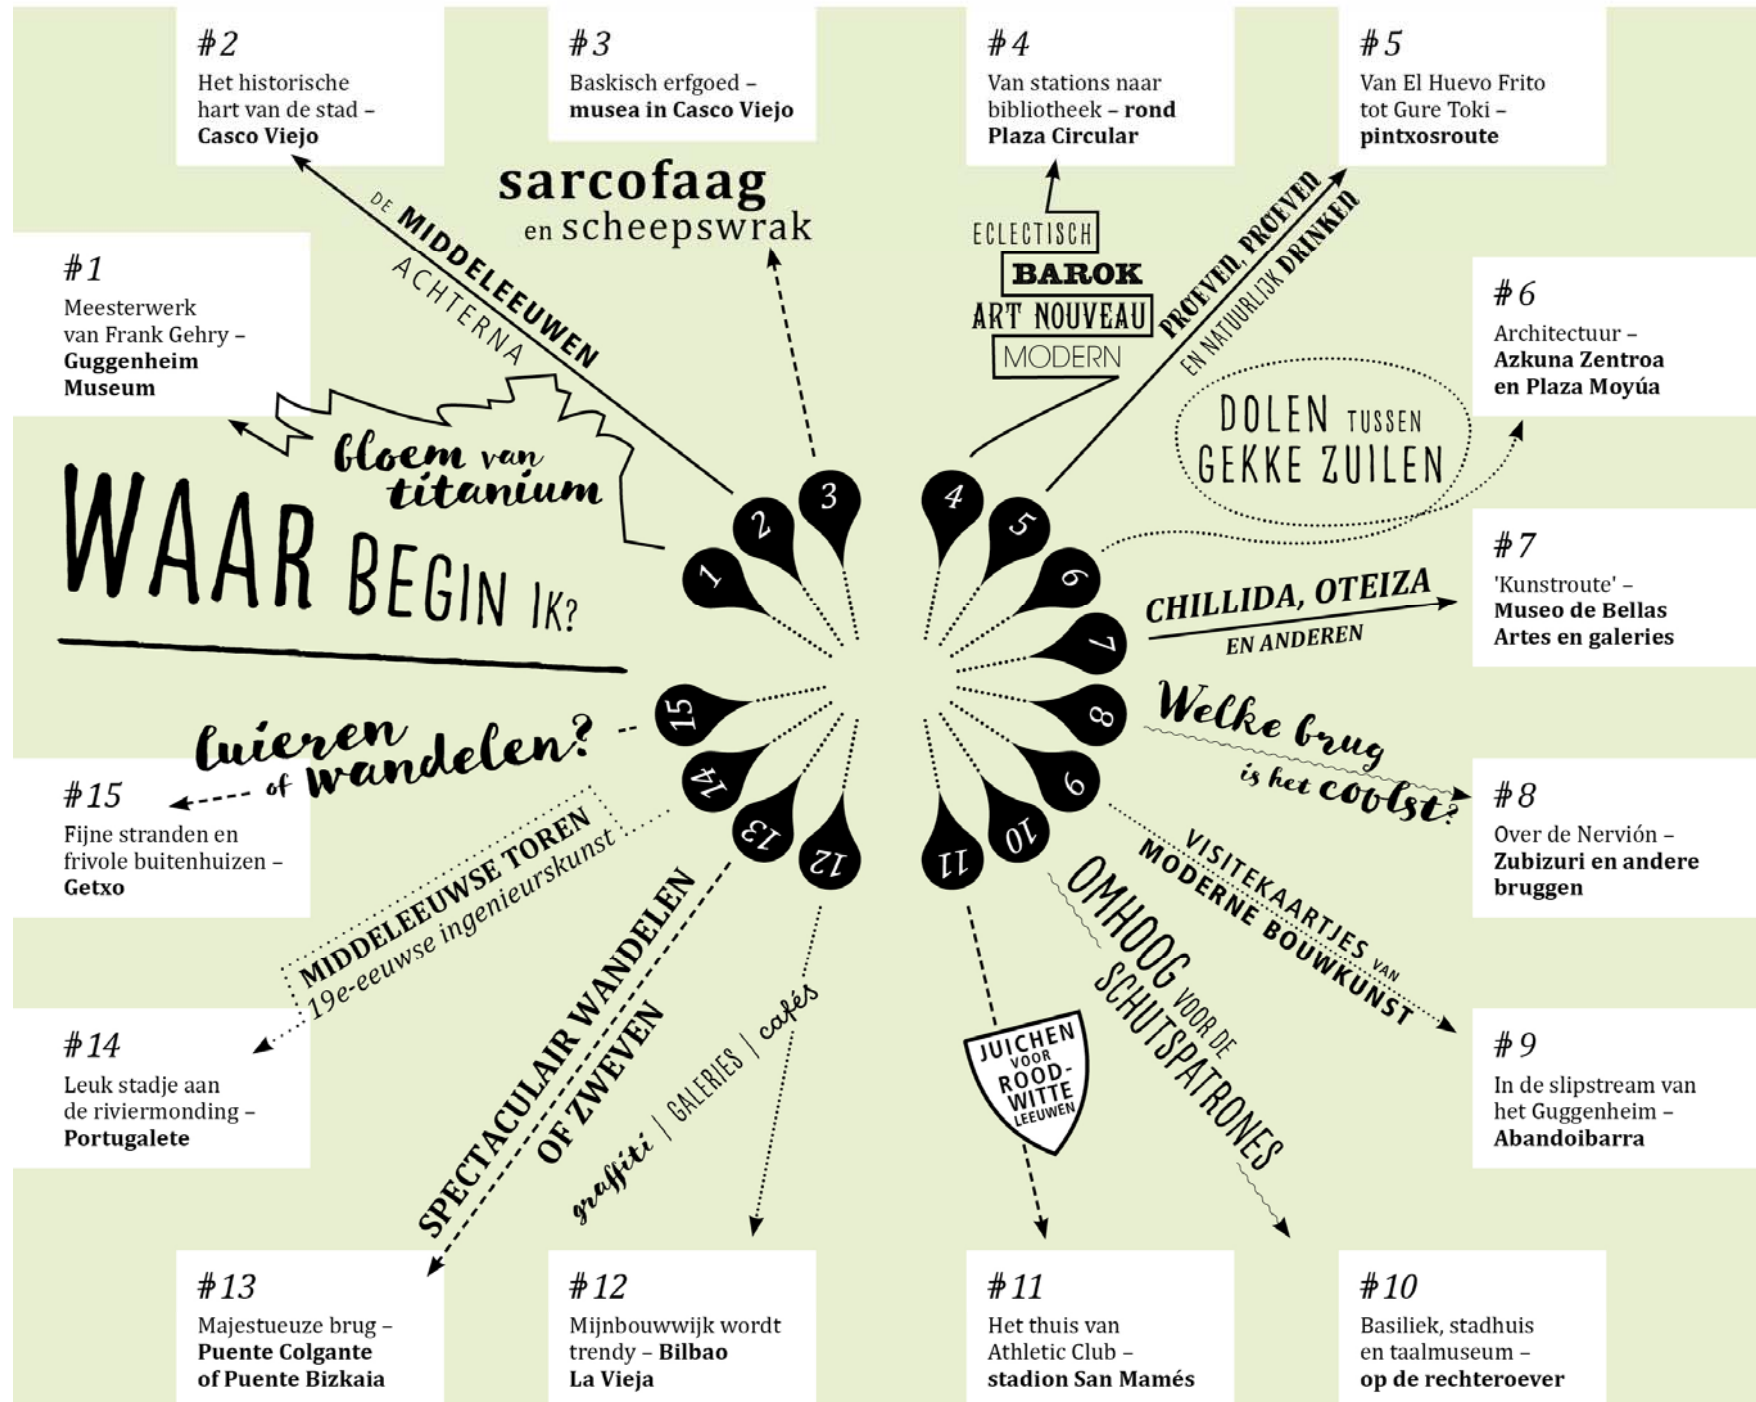 #2
Het historische
hart van de stad –
Casco Viejo
#3
Baskisch erfgoed –
musea in Casco Viejo
#4
Van stations naar
bibliotheek – rond
Plaza Circular
#5
Van El Huevo Frito
tot Gure Toki –
pintxosroute
#1
Meesterwerk
van Frank Gehry –
Guggenheim
Museum
DE MIDDELEEUWEN
ACHTERNA
sarcofaag
en scheepswrak
ECLECTISCH
BAROK
ART NOUVEAU
MODERN
PROEVEN, PROEVEN
EN NATUURLIJK DRINKEN
#6
Architectuur –
Azkuna Zentroa
en Plaza Moyúa
bloem van
titanium
DOLEN TUSSEN
GEKKE ZUILEN
WAAR BEGIN IK?
1
2
3
4
5
6
7
8
9
10
11
12
13
14
15
CHILLIDA, OTEIZA
EN ANDEREN
#7
'Kunstroute' –
Museo de Bellas
Artes en galeries
Welke brug
is het coolst?
#8
Over de Nervión –
Zubizuri en andere
bruggen
VISITEKAARTJES VAN
MODERNE BOUWKUNST
#9
In de slipstream van
het Guggenheim –
Abandoibarra
OMHOOG VOOR DE
SCHUTSPATRONES
#10
Basiliek, stadhuis
en taalmuseum –
op de rechteroever
JUICHEN
VOOR
ROOD-
WITTE
LEEUWEN
#11
Het thuis van
Athletic Club –
stadion San Mamés
graffiti / GALERIES / cafés
#12
Mijnbouwwijk wordt
trendy – Bilbao
La Vieja
SPECTACULAIR WANDELEN
OF ZWEVEN
#13
Majestueuze brug –
Puente Colgante
of Puente Bizkaia
MIDDELEEUWSE TOREN
19e-eeuwse ingenieurskunst
#14
Leuk stadje aan
de riviermonding –
Portugalete
luieren
of wandelen?
#15
Fijne stranden en
frivole buitenhuizen –
Getxo